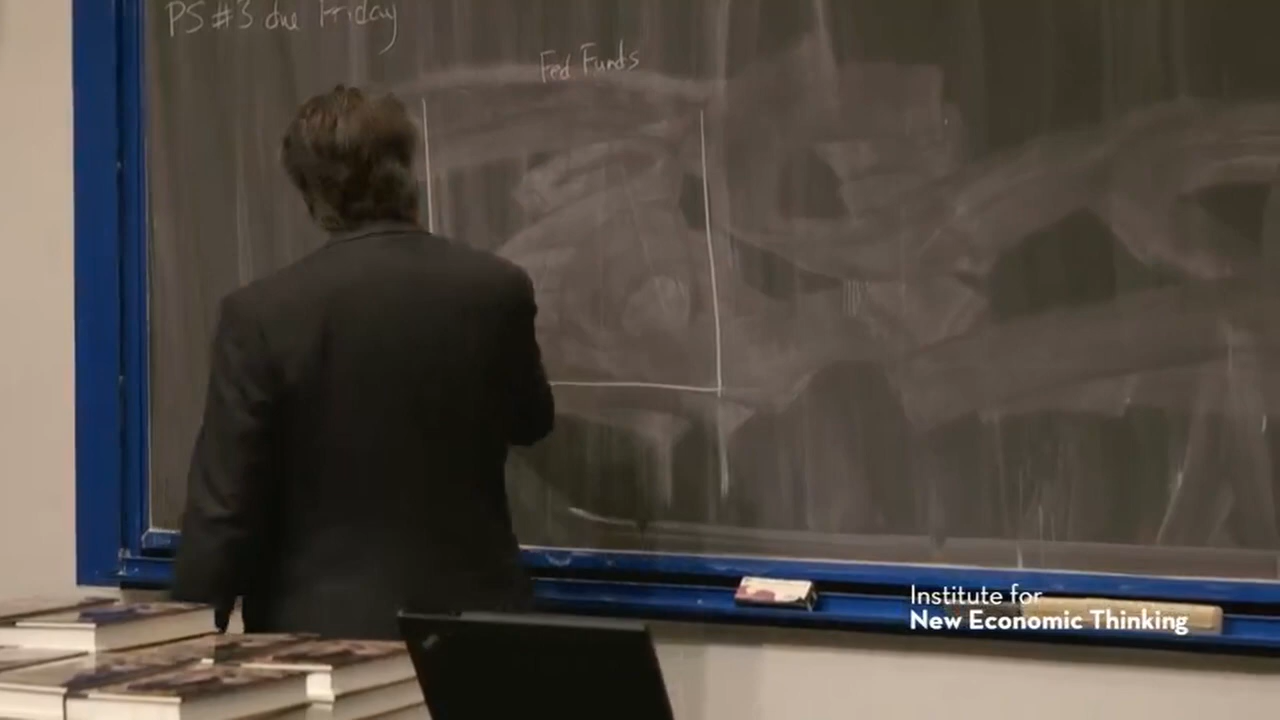 PS #3 due Friday
Fed Funds
Institute for
New Economic Thinking